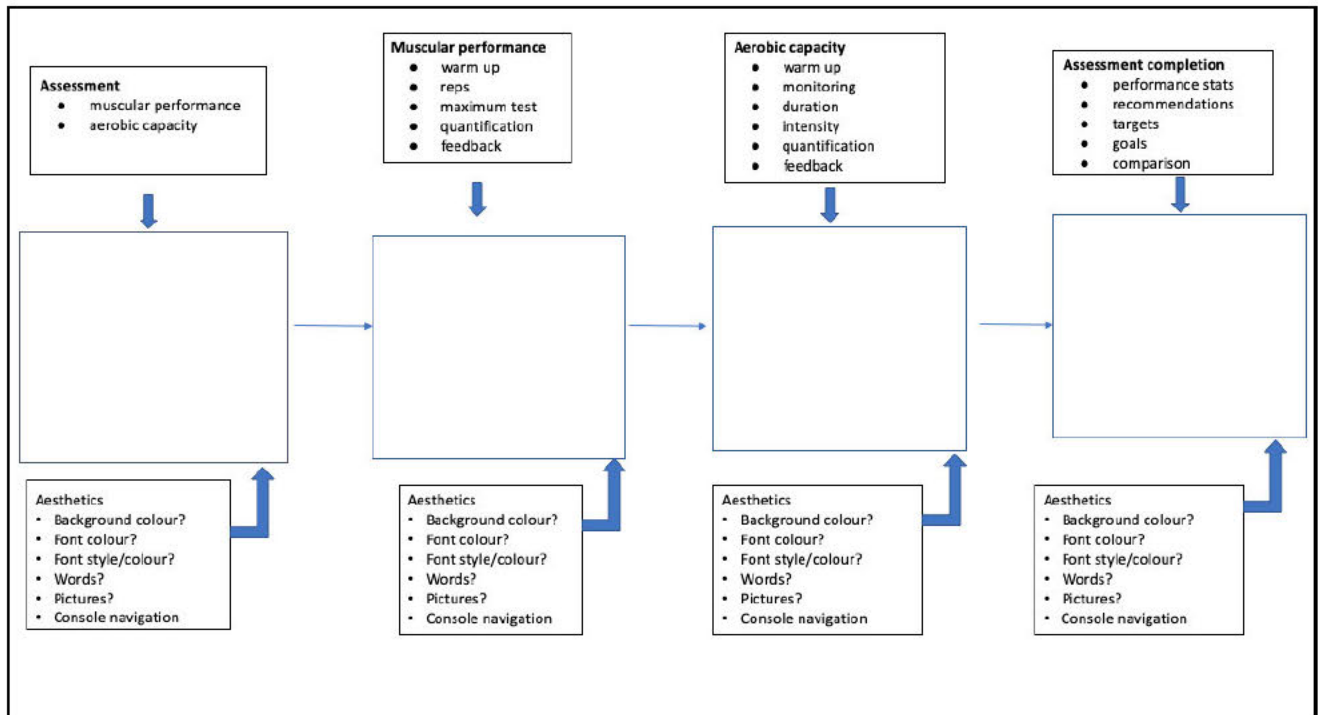 Assessment
● muscular performance
● aerobic capacity
Muscular performance
● warm up
● reps
● maximum test
● quantification
● feedback
Aerobic capacity
● warm up
● monitoring
● duration
● intensity
● quantification
● feedback
Assessment completion
● performance stats
● recommendations
● targets
● goals
● comparison
Aesthetics
• Background colour?
• Font colour?
• Font style/colour?
• Words?
• Pictures?
• Console navigation
Aesthetics
• Background colour?
• Font colour?
• Font style/colour?
• Words?
• Pictures?
• Console navigation
Aesthetics
• Background colour?
• Font colour?
• Font style/colour?
• Words?
• Pictures?
• Console navigation
Aesthetics
• Background colour?
• Font colour?
• Font style/colour?
• Words?
• Pictures?
• Console navigation